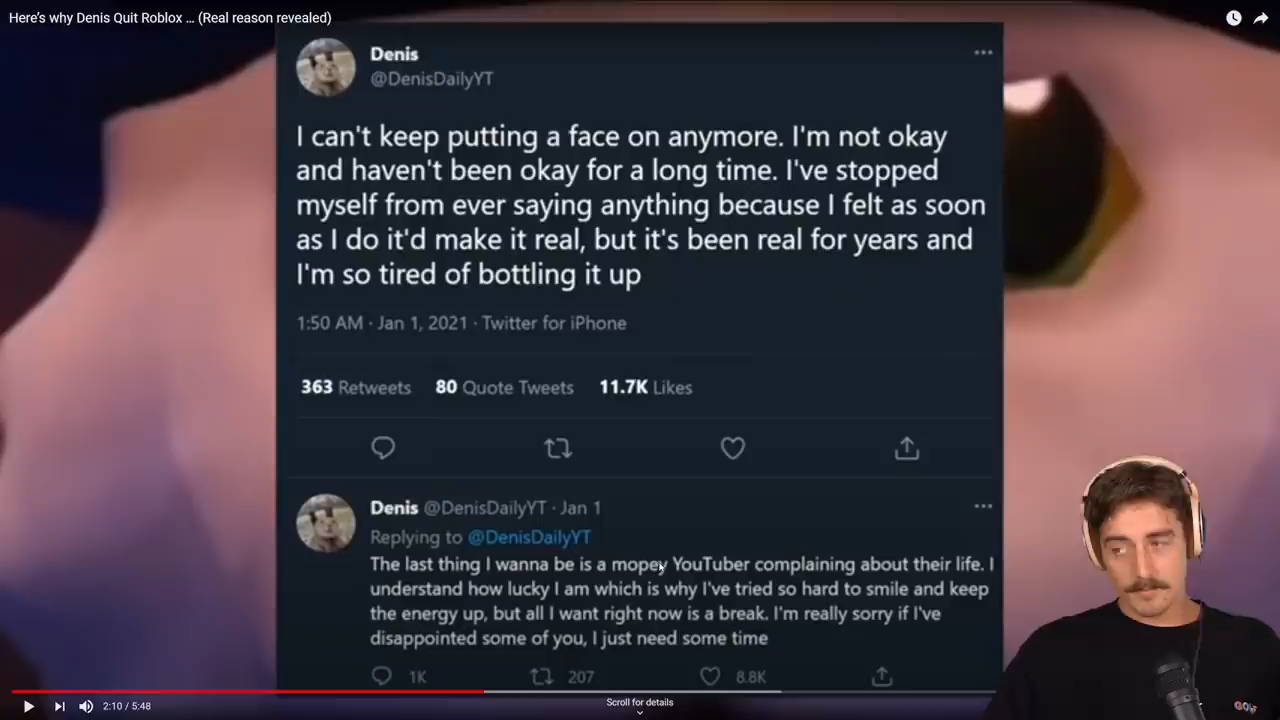 Here's why Denis Quit Roblox ... (Real reason revealed)
Denis
@DenisDailyYT
I can't keep putting a face on anymore. I'm not okay
and haven't been okay for a long time. I've stopped
myself from ever saying anything because I felt as soon
as I do it'd make it real, but it's been real for years and
I'm so tired of bottling it up
1:50 AM · Jan 1, 2021 · Twitter for iPhone
363 Retweets 80 Quote Tweets 11.7K Likes
Denis @DenisDailyYT · Jan 1
Replying to @DenisDailyYT
The last thing I wanna be is a mopey YouTuber complaining about their life. I
understand how lucky I am which is why I've tried so hard to smile and keep
the energy up, but all I want right now is a break. I'm really sorry if I've
disappointed some of you, I just need some time
1K 207 8.8K
2:10 / 5:48
Scroll for details